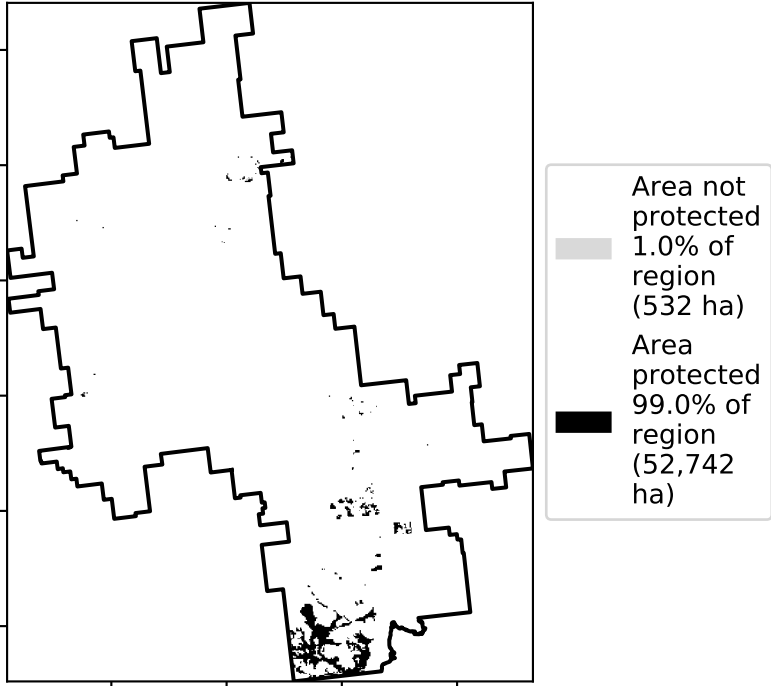 Area not
protected
1.0% of
region
(532 ha)
Area
protected
99.0% of
region
(52,742
ha)